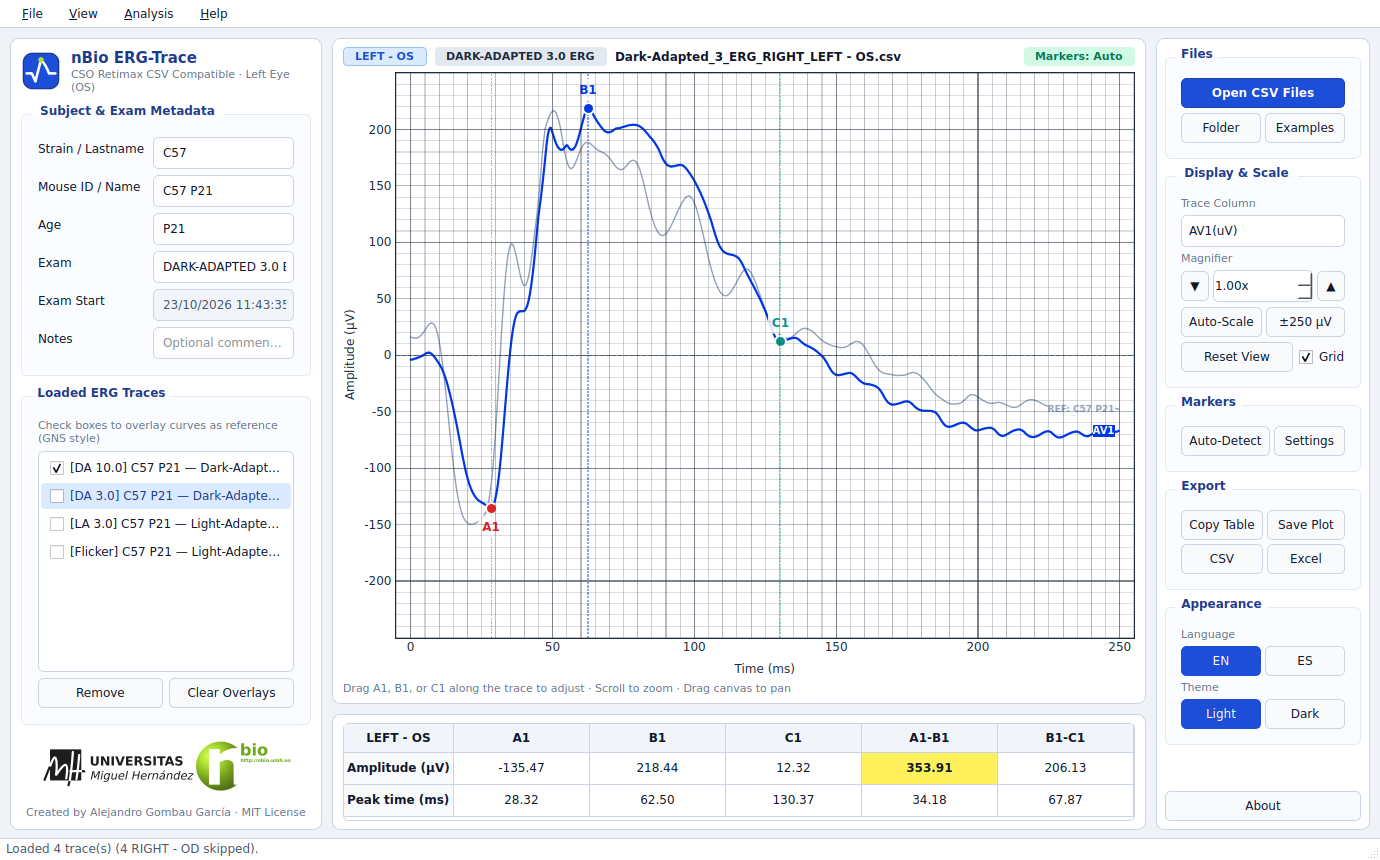 File View Analysis Help
nBio ERG-Trace
CSO Retimax CSV Compatible · Left Eye
(OS)
Subject & Exam Metadata
Strain / Lastname C57
Mouse ID / Name C57 P21
Age P21
Exam DARK-ADAPTED 3.0 E
Exam Start 23/10/2026 11:43:35
Notes Optional commen...
Loaded ERG Traces
Check boxes to overlay curves as reference
(GNS style)
[DA 10.0] C57 P21 — Dark-Adapt...
[DA 3.0] C57 P21 — Dark-Adapte...
[LA 3.0] C57 P21 — Light-Adapte...
[Flicker] C57 P21 — Light-Adapte...
Remove Clear Overlays
UNIVERSITAS
Miguel Hernández
nbio
http://nbio.umh.es
Created by Alejandro Gombau García · MIT License
LEFT - OS DARK-ADAPTED 3.0 ERG Dark-Adapted_3_ERG_RIGHT_LEFT - OS.csv Markers: Auto
Amplitude (µV)
200
150
100
50
0
-50
-100
-150
-200
B1
C1
A1
REF: C57 P21~
AV1
0 50 100 150 200 250
Time (ms)
Drag A1, B1, or C1 along the trace to adjust · Scroll to zoom · Drag canvas to pan
LEFT - OS A1 B1 C1 A1-B1 B1-C1
Amplitude (µV) -135.47 218.44 12.32 353.91 206.13
Peak time (ms) 28.32 62.50 130.37 34.18 67.87
Files
Open CSV Files
Folder Examples
Display & Scale
Trace Column
AV1(uV)
Magnifier
▼ 1.00x ▲
Auto-Scale ±250 µV
Reset View Grid
Markers
Auto-Detect Settings
Export
Copy Table Save Plot
CSV Excel
Appearance
Language
EN ES
Theme
Light Dark
About
Loaded 4 trace(s) (4 RIGHT - OD skipped).